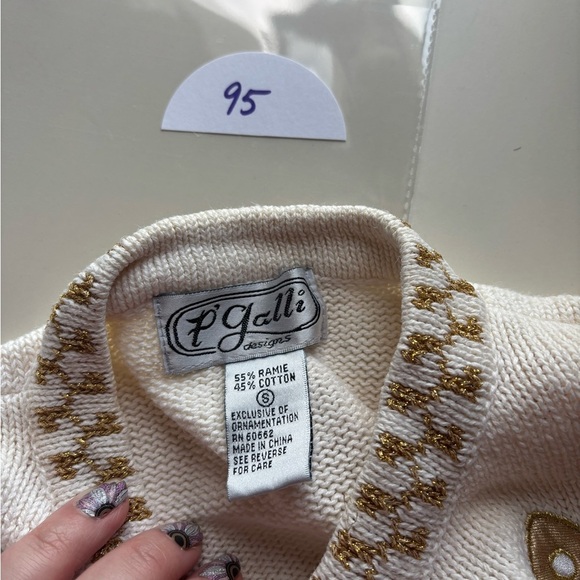 95
P'galli
designs
55% RAMIE
45% COTTON
S
EXCLUSIVE OF
ORNAMENTATION
RN 60662
MADE IN CHINA
SEE REVERSE
FOR CARE